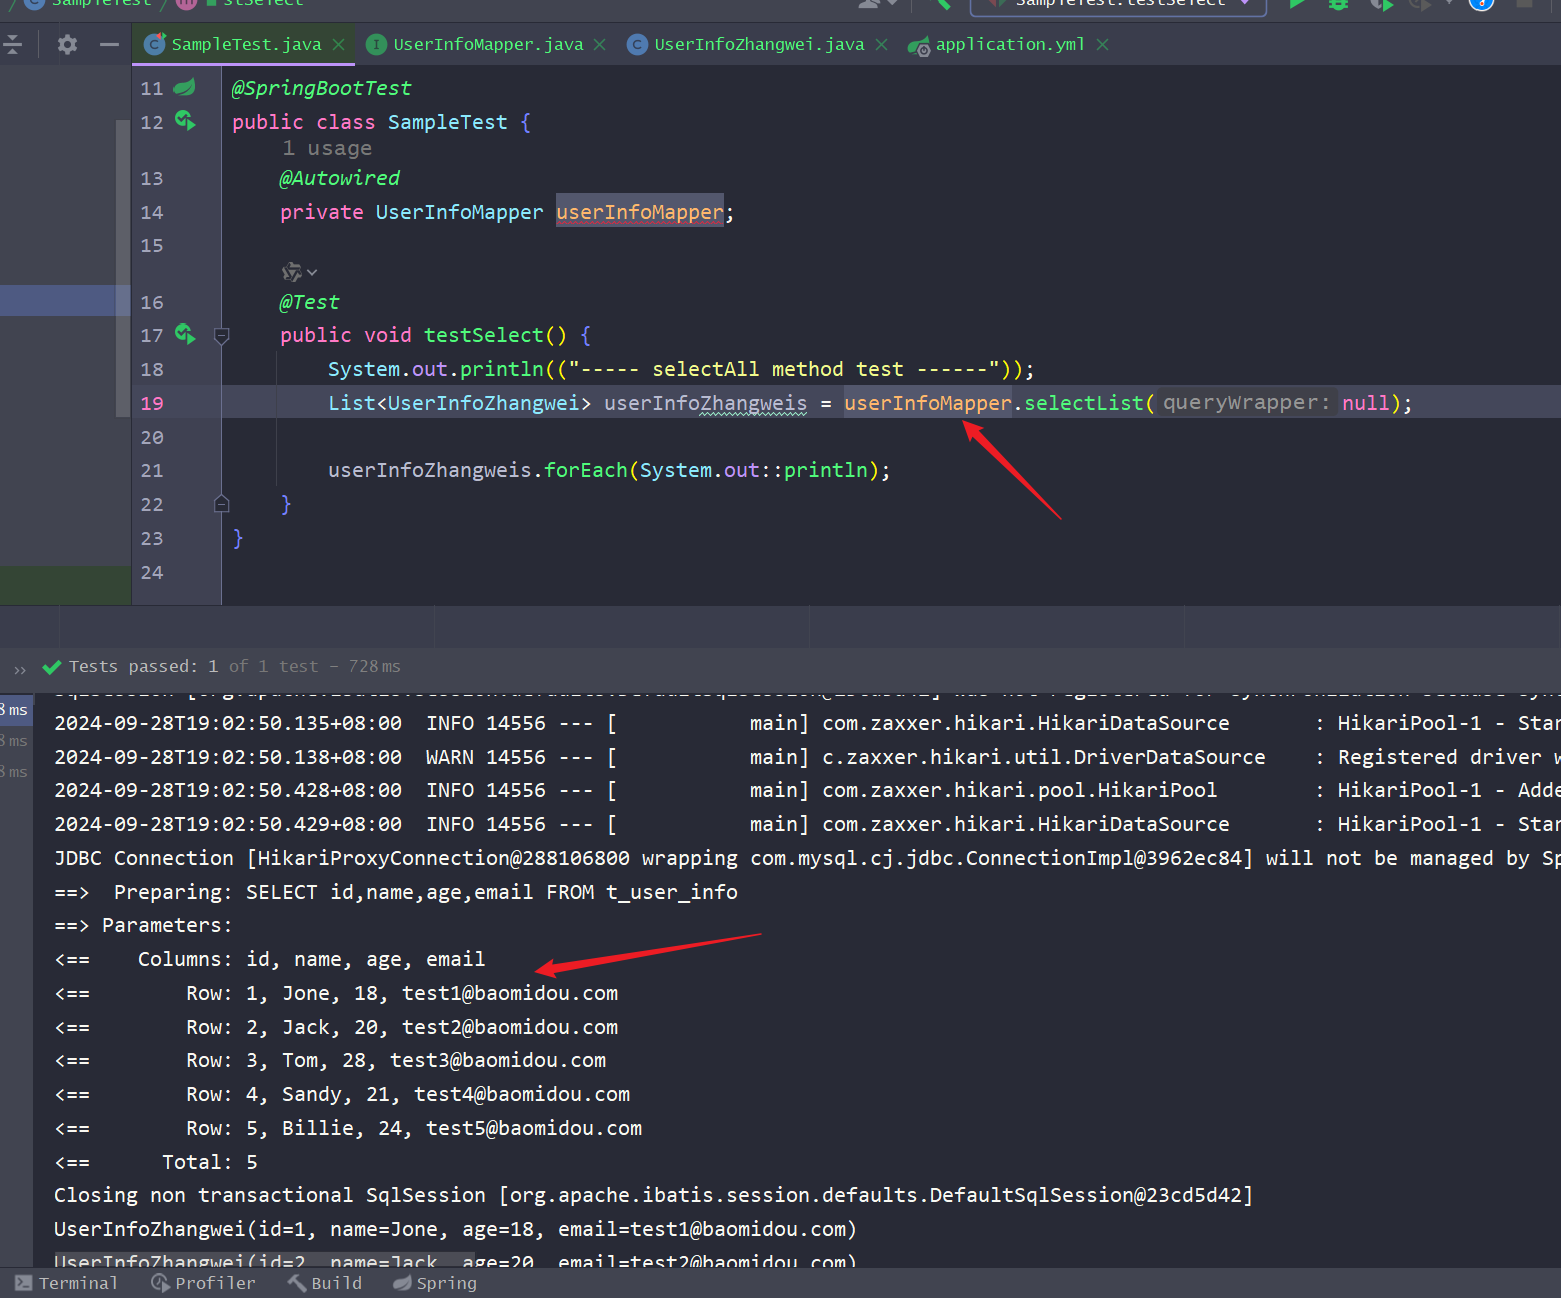 SampleTest
stSelect
SampleTest.testSelect
SampleTest.java
UserInfoMapper.java
UserInfoZhangwei.java
application.yml
11 @SpringBootTest
12 public class SampleTest {
1 usage
13 @Autowired
14 private UserInfoMapper userInfoMapper;
15
16 @Test
17 public void testSelect() {
18 System.out.println(("----- selectAll method test ------"));
19 List<UserInfoZhangwei> userInfoZhangweis = userInfoMapper.selectList( queryWrapper: null);
20
21 userInfoZhangweis.forEach(System.out::println);
22 }
23 }
24
» Tests passed: 1 of 1 test – 728 ms
8 ms
8 ms
8 ms
2024-09-28T19:02:50.135+08:00  INFO 14556 --- [           main] com.zaxxer.hikari.HikariDataSource       : HikariPool-1 - Star
2024-09-28T19:02:50.138+08:00  WARN 14556 --- [           main] c.zaxxer.hikari.util.DriverDataSource    : Registered driver w
2024-09-28T19:02:50.428+08:00  INFO 14556 --- [           main] com.zaxxer.hikari.pool.HikariPool        : HikariPool-1 - Adde
2024-09-28T19:02:50.429+08:00  INFO 14556 --- [           main] com.zaxxer.hikari.HikariDataSource       : HikariPool-1 - Star
JDBC Connection [HikariProxyConnection@288106800 wrapping com.mysql.cj.jdbc.ConnectionImpl@3962ec84] will not be managed by Sp
==>  Preparing: SELECT id,name,age,email FROM t_user_info
==> Parameters:
<==    Columns: id, name, age, email
<==        Row: 1, Jone, 18, test1@baomidou.com
<==        Row: 2, Jack, 20, test2@baomidou.com
<==        Row: 3, Tom, 28, test3@baomidou.com
<==        Row: 4, Sandy, 21, test4@baomidou.com
<==        Row: 5, Billie, 24, test5@baomidou.com
<==      Total: 5
Closing non transactional SqlSession [org.apache.ibatis.session.defaults.DefaultSqlSession@23cd5d42]
UserInfoZhangwei(id=1, name=Jone, age=18, email=test1@baomidou.com)
UserInfoZhangwei(id=2, name=Jack, age=20, email=test2@baomidou.com)
Terminal
Profiler
Build
Spring